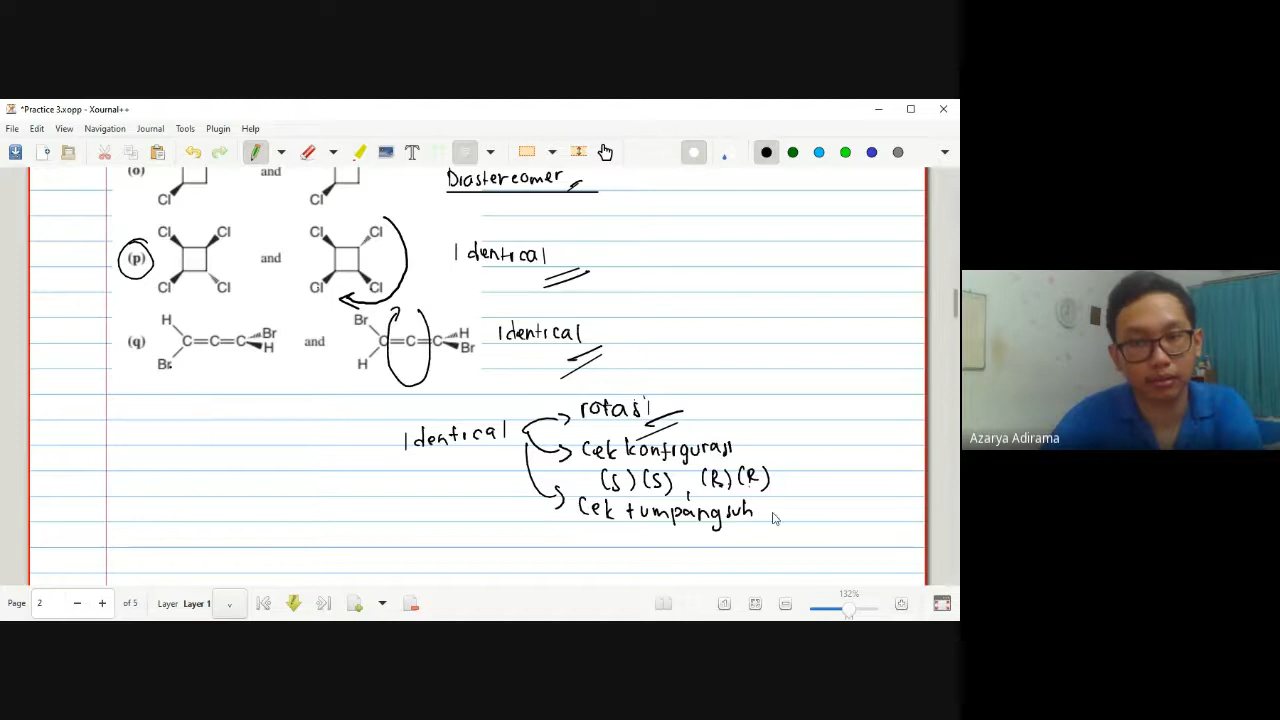 *Practice 3.xopp - Xournal++
File Edit View Navigation Journal Tools Plugin Help
(o) and Diastereomer
Cl Cl
Cl Cl Cl Cl
(p) and Identical
Cl Cl Cl Cl
H Br
(q) C=C=C Br H and C=C=C H Br Identical
Br H
rotasi
Identical
Cek konfigurasi
(S)(S) (R)(R)
Cek tumpangsuh
Azarya Adirama
Page 2 of 5 Layer Layer 1 132%